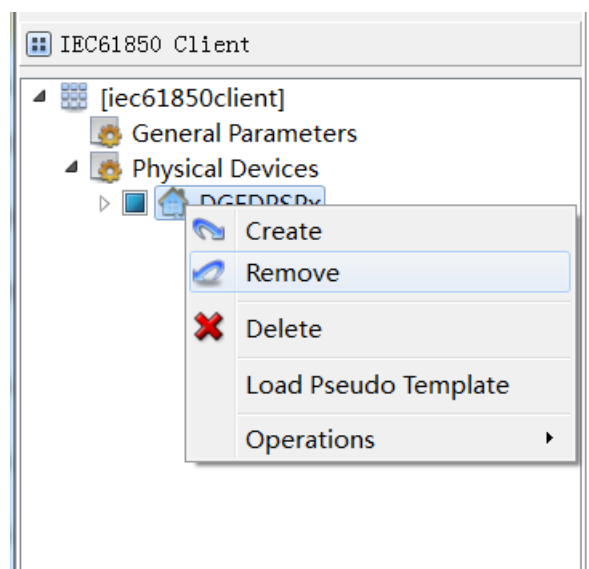 IEC61850 Client
[iec61850client]
General Parameters
Physical Devices
Create
Remove
Delete
Load Pseudo Template
Operations